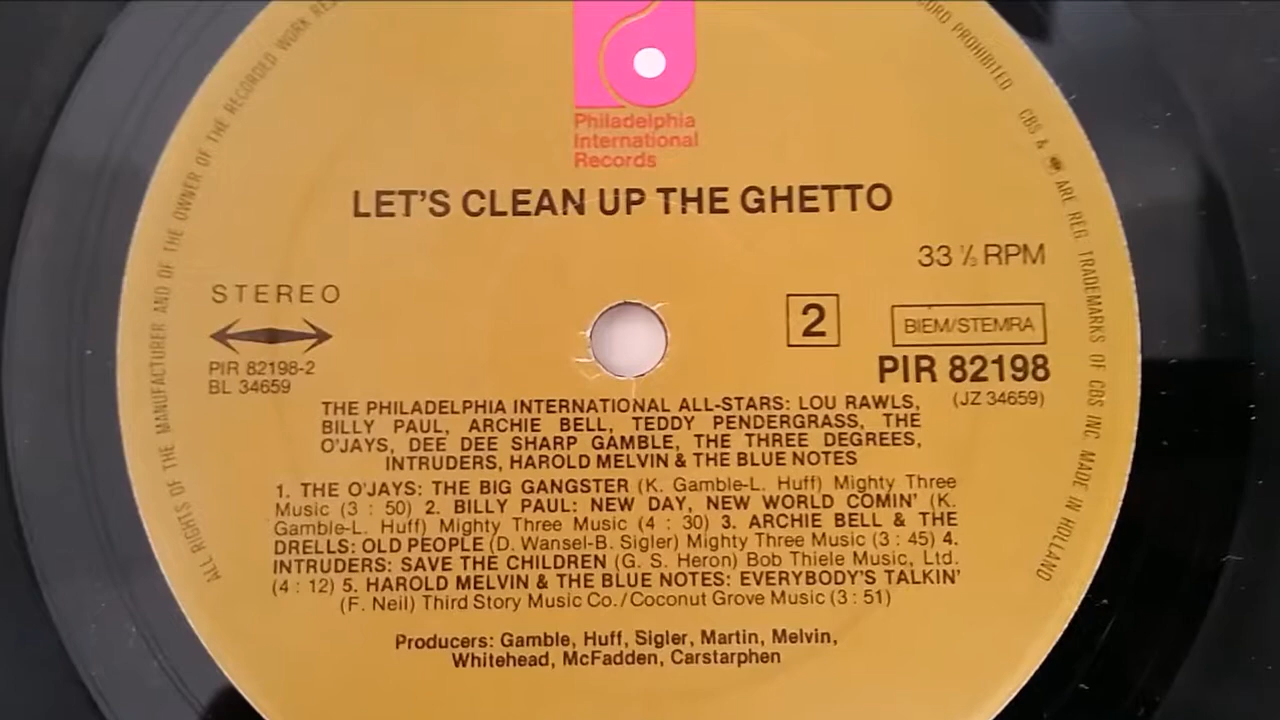 Philadelphia
International
Records
LET'S CLEAN UP THE GHETTO
33 ⅓ RPM
STEREO
2
BIEM/STEMRA
PIR 82198-2
BL 34659
PIR 82198
(JZ 34659)
THE PHILADELPHIA INTERNATIONAL ALL-STARS: LOU RAWLS,
BILLY PAUL, ARCHIE BELL, TEDDY PENDERGRASS, THE
O'JAYS, DEE DEE SHARP GAMBLE, THE THREE DEGREES,
INTRUDERS, HAROLD MELVIN & THE BLUE NOTES
1. THE O'JAYS: THE BIG GANGSTER (K. Gamble-L. Huff) Mighty Three
Music (3 : 50) 2. BILLY PAUL: NEW DAY, NEW WORLD COMIN' (K.
Gamble-L. Huff) Mighty Three Music (4 : 30) 3. ARCHIE BELL & THE
DRELLS: OLD PEOPLE (D. Wansel-B. Sigler) Mighty Three Music (3 : 45) 4.
INTRUDERS: SAVE THE CHILDREN (G. S. Heron) Bob Thiele Music, Ltd.
(4 : 12) 5. HAROLD MELVIN & THE BLUE NOTES: EVERYBODY'S TALKIN'
(F. Neil) Third Story Music Co./Coconut Grove Music (3 : 51)
Producers: Gamble, Huff, Sigler, Martin, Melvin,
Whitehead, McFadden, Carstarphen
ALL RIGHTS OF THE MANUFACTURER AND OF THE OWNER OF THE RECORDED WORK
PROHIBITED CBS & ARE REG. TRADEMARKS OF CBS INC. MADE IN HOLLAND